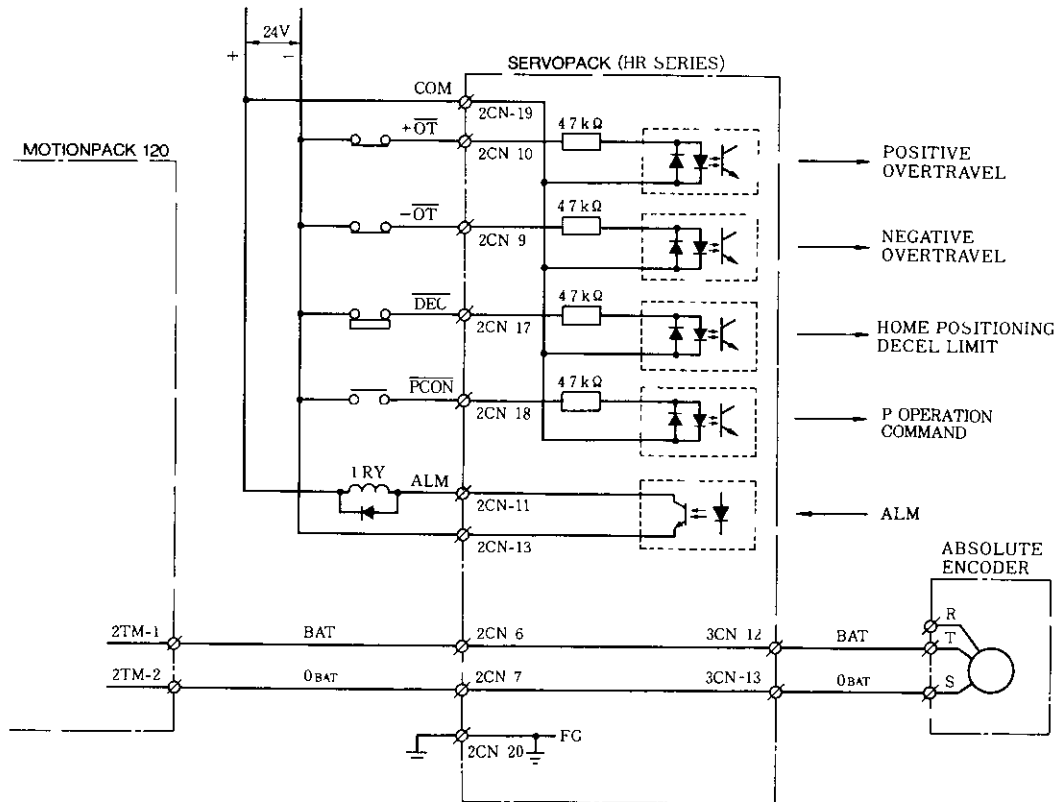 24V
+
−
SERVOPACK (HR SERIES)
COM
2CN-19
+OT
2CN 10
47kΩ
POSITIVE
OVERTRAVEL
MOTIONPACK 120
−OT
2CN 9
47kΩ
NEGATIVE
OVERTRAVEL
DEC
2CN 17
47kΩ
HOME POSITIONING
DECEL LIMIT
PCON
2CN 18
47kΩ
P OPERATION
COMMAND
1RY
ALM
2CN-11
ALM
2CN-13
ABSOLUTE
ENCODER
R
2TM-1
BAT
2CN 6
3CN 12
BAT
T
2TM-2
0BAT
2CN 7
3CN-13
0BAT
S
2CN 20
FG